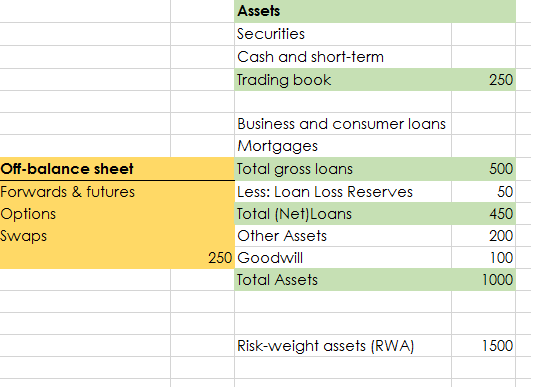 Assets
Securities
Cash and short-term
Trading book 250
Business and consumer loans
Mortgages
Off-balance sheet Total gross loans 500
Forwards & futures Less: Loan Loss Reserves 50
Options Total (Net)Loans 450
Swaps Other Assets 200
250 Goodwill 100
Total Assets 1000
Risk-weight assets (RWA) 1500